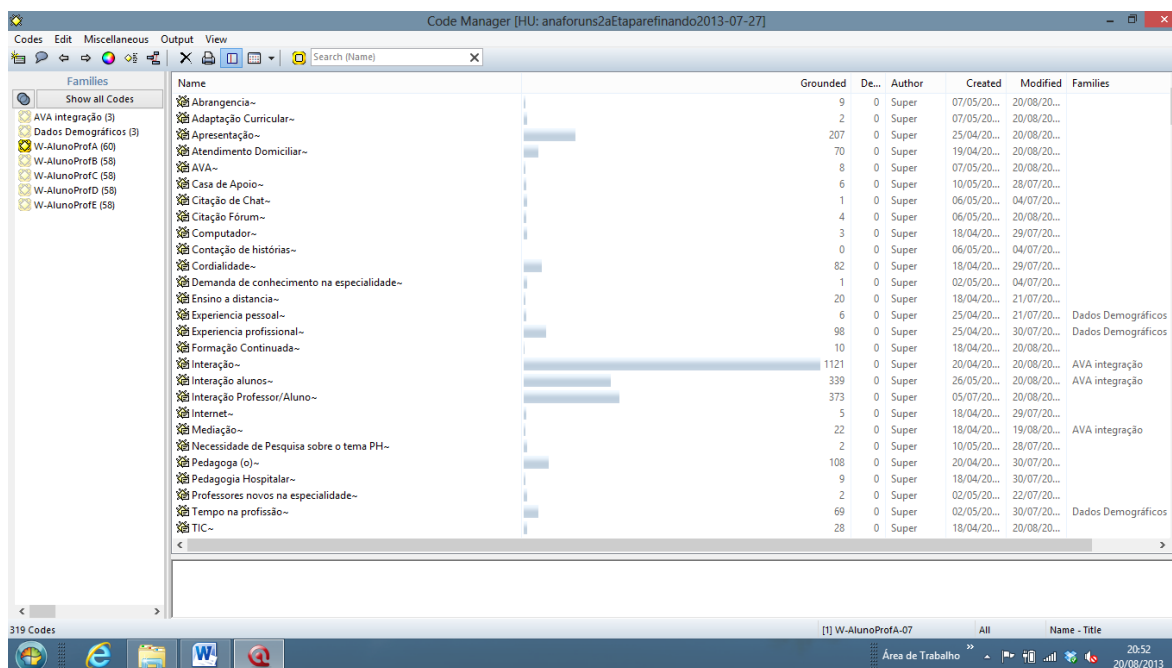 Code Manager [HU: anaforuns2aEtaparefinando2013-07-27]
Codes Edit Miscellaneous Output View
Search (Name)
Families
Show all Codes
AVA integração (3)
Dados Demográficos (3)
W-AlunoProfA (60)
W-AlunoProfB (58)
W-AlunoProfC (58)
W-AlunoProfD (58)
W-AlunoProfE (58)
Name Grounded De... Author Created Modified Families
Abrangencia~ 9 0 Super 07/05/20... 20/08/20...
Adaptação Curricular~ 2 0 Super 07/05/20... 20/08/20...
Apresentação~ 207 0 Super 25/04/20... 20/08/20...
Atendimento Domiciliar~ 70 0 Super 19/04/20... 20/08/20...
AVA~ 8 0 Super 07/05/20... 20/08/20...
Casa de Apoio~ 6 0 Super 10/05/20... 28/07/20...
Citação de Chat~ 1 0 Super 06/05/20... 04/07/20...
Citação Fórum~ 4 0 Super 06/05/20... 20/08/20...
Computador~ 3 0 Super 18/04/20... 29/07/20...
Contação de histórias~ 0 0 Super 06/05/20... 04/07/20...
Cordialidade~ 82 0 Super 18/04/20... 29/07/20...
Demanda de conhecimento na especialidade~ 1 0 Super 02/05/20... 04/07/20...
Ensino a distancia~ 20 0 Super 18/04/20... 21/07/20...
Experiencia pessoal~ 6 0 Super 25/04/20... 21/07/20... Dados Demográficos
Experiencia profissional~ 98 0 Super 25/04/20... 30/07/20... Dados Demográficos
Formação Continuada~ 10 0 Super 18/04/20... 20/08/20...
Interação~ 1121 0 Super 20/04/20... 20/08/20... AVA integração
Interação alunos~ 339 0 Super 26/05/20... 20/08/20... AVA integração
Interação Professor/Aluno~ 373 0 Super 05/07/20... 20/08/20...
Internet~ 5 0 Super 18/04/20... 29/07/20...
Mediação~ 22 0 Super 18/04/20... 19/08/20... AVA integração
Necessidade de Pesquisa sobre o tema PH~ 2 0 Super 10/05/20... 28/07/20...
Pedagoga (o)~ 108 0 Super 20/04/20... 30/07/20...
Pedagogia Hospitalar~ 9 0 Super 18/04/20... 30/07/20...
Professores novos na especialidade~ 2 0 Super 02/05/20... 22/07/20...
Tempo na profissão~ 69 0 Super 02/05/20... 30/07/20... Dados Demográficos
TIC~ 28 0 Super 18/04/20... 20/08/20...
319 Codes [1] W-AlunoProfA-07 All Name - Title
Área de Trabalho 20:52
20/08/2013